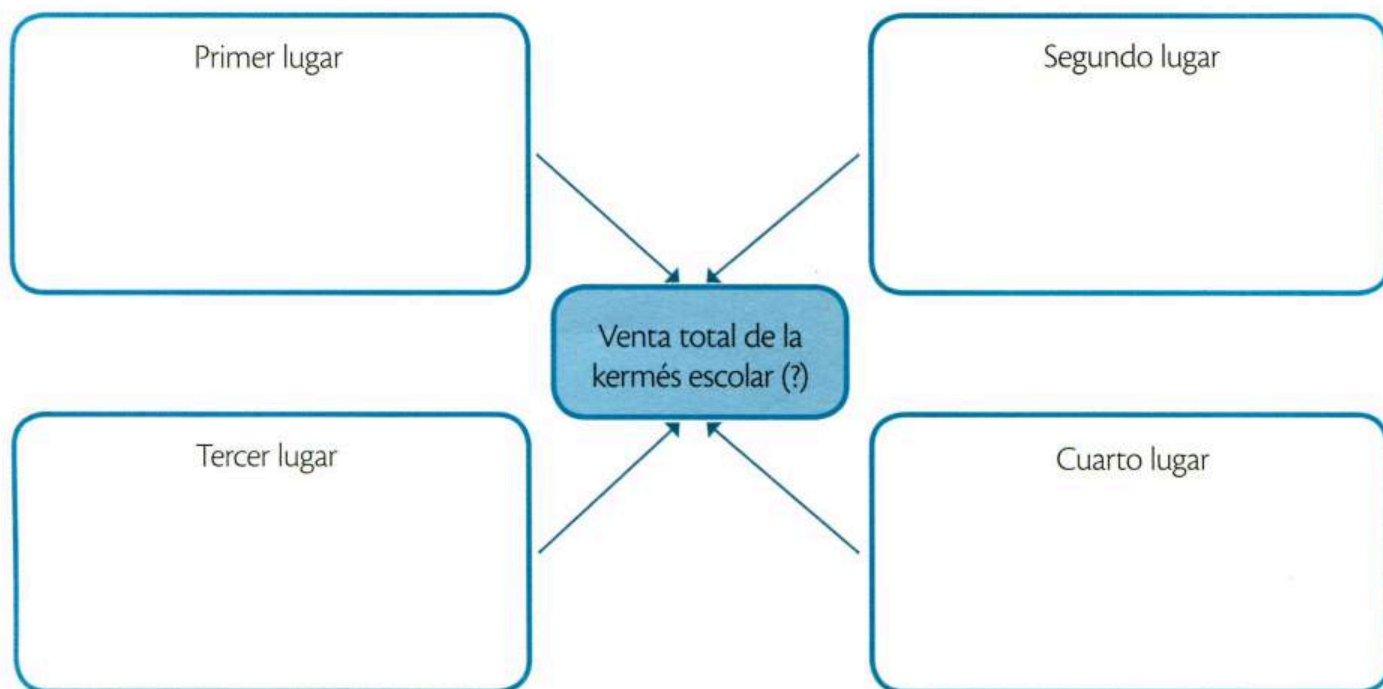 Primer lugar
Segundo lugar
Venta total de la
kermés escolar (?)
Tercer lugar
Cuarto lugar